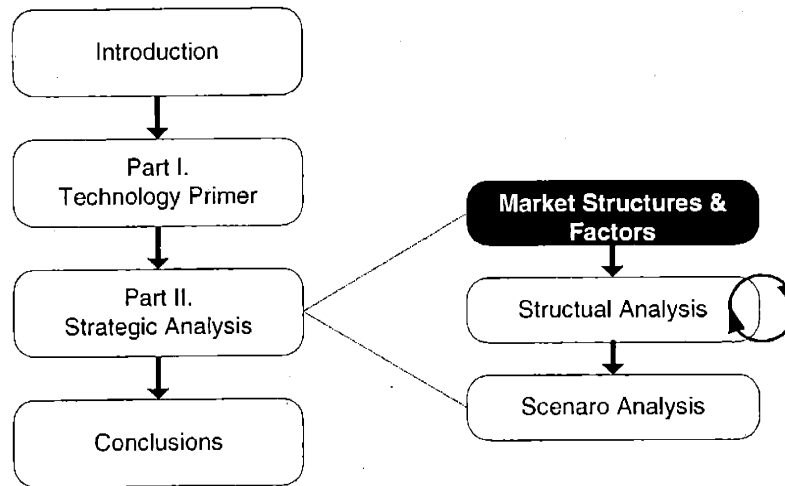 Introduction
Part I.
Technology Primer
Part II.
Strategic Analysis
Conclusions
Market Structures &
Factors
Structual Analysis
Scenaro Analysis